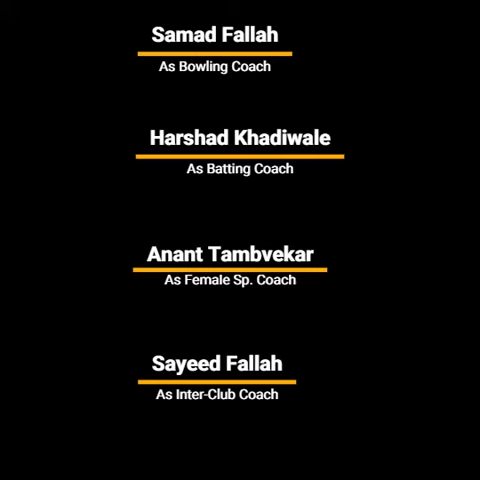 Samad Fallah
As Bowling Coach
Harshad Khadiwale
As Batting Coach
Anant Tambvekar
As Female Sp. Coach
Sayeed Fallah
As Inter-Club Coach